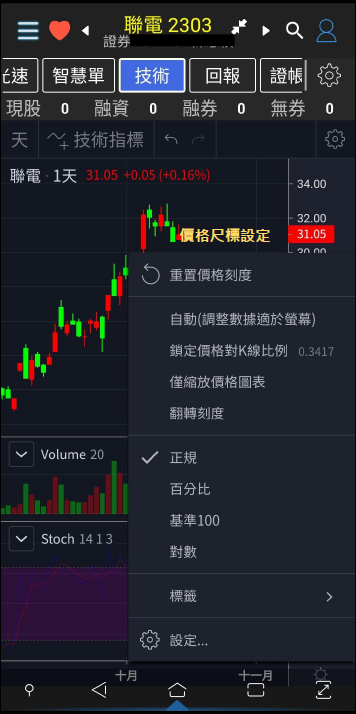 聯電 2303
證券
光速 智慧單 技術 回報 證帳
現股 0 融資 0 融券 0 無券 0
天 技術指標
聯電 · 1天 31.05 +0.05 (+0.16%)
34.00
32.00
31.05
價格尺標設定
30.00
重置價格刻度
自動(調整數據適於螢幕)
鎖定價格對K線比例 0.3417
僅縮放價格圖表
翻轉刻度
Volume 20
正規
百分比
基準100
Stoch 14 1 3
對數
標籤
設定...
十月 十一月